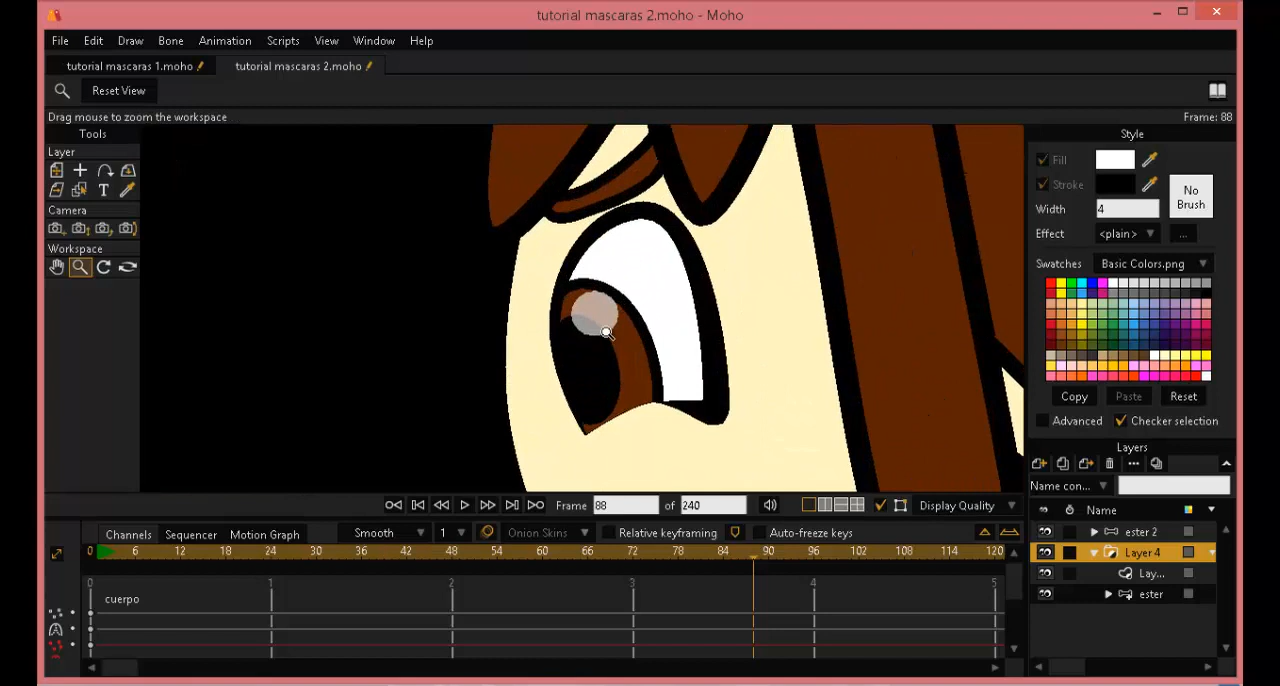 tutorial mascaras 2.moho - Moho
File Edit Draw Bone Animation Scripts View Window Help
tutorial mascaras 1.moho tutorial mascaras 2.moho
Reset View
Drag mouse to zoom the workspace Frame: 88
Tools
Layer
Camera
Workspace
Style
Fill
Stroke
No Brush
Width 4
Effect <plain> ...
Swatches Basic Colors.png
Copy Paste Reset
Advanced Checker selection
Layers
Name con...
Name
ester 2
Layer 4
Lay...
ester
Frame 88 of 240 Display Quality
Channels Sequencer Motion Graph Smooth 1 Onion Skins Relative keyframing Auto-freeze keys
0 6 12 18 24 30 36 42 48 54 60 66 72 78 84 90 96 102 108 114 120
0 1 2 3 4 5
cuerpo